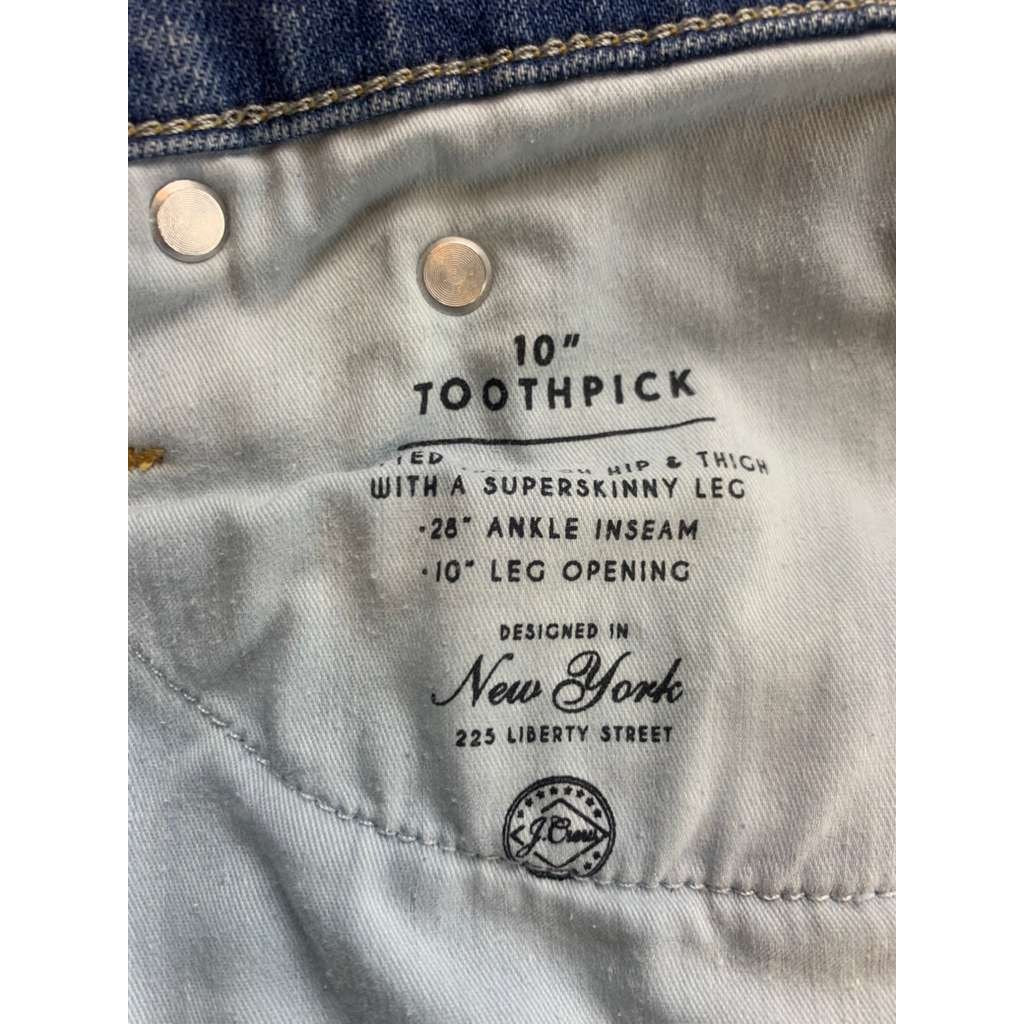 10"
TOOTHPICK
HIP & THIGH
WITH A SUPERSKINNY LEG
·28" ANKLE INSEAM
·10" LEG OPENING
DESIGNED IN
New York
225 LIBERTY STREET
J.Crew